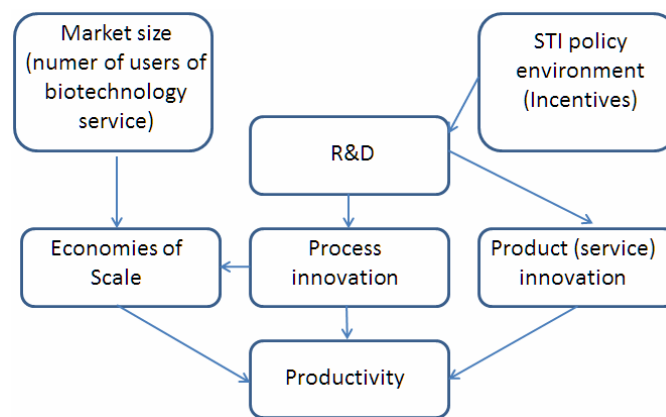 Market size
(numer of users of
biotechnology
service)
STI policy
environment
(Incentives)
R&D
Economies of
Scale
Process
innovation
Product (service)
innovation
Productivity